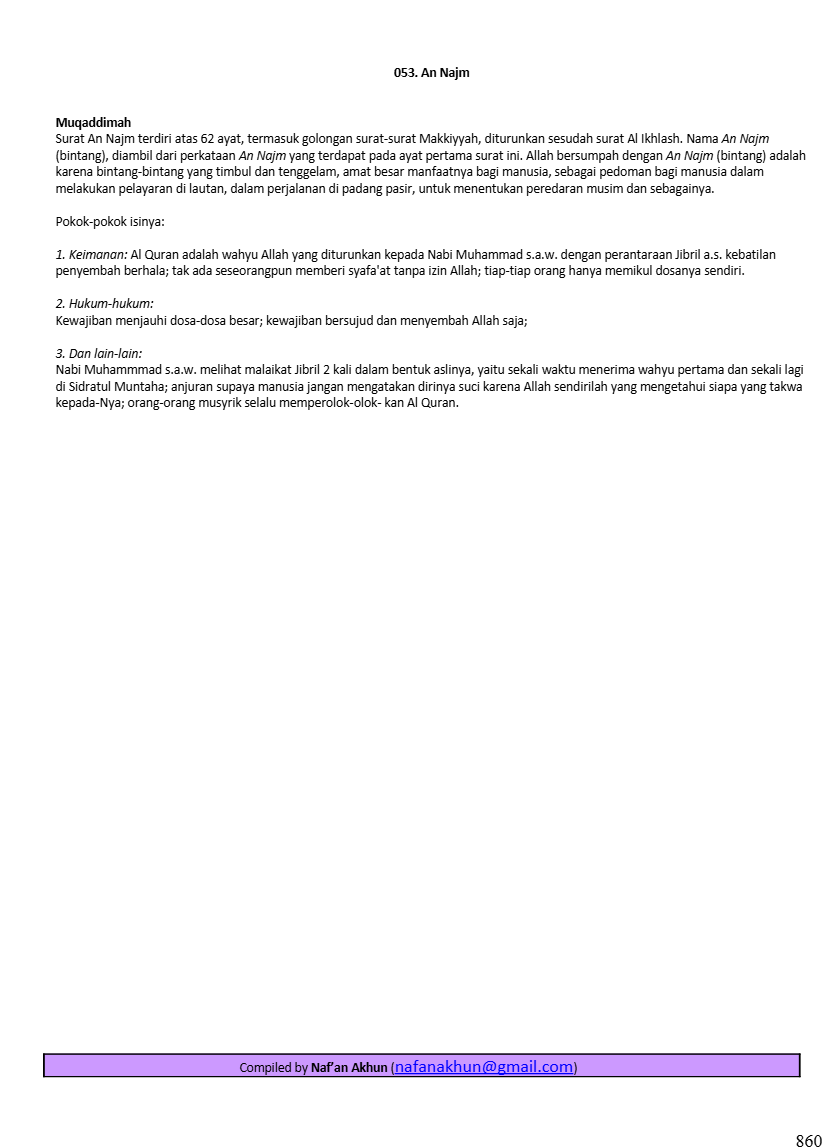 053. An Najm
Muqaddimah
Surat An Najm terdiri atas 62 ayat, termasuk golongan surat-surat Makkiyyah, diturunkan sesudah surat Al Ikhlash. Nama An Najm
(bintang), diambil dari perkataan An Najm yang terdapat pada ayat pertama surat ini. Allah bersumpah dengan An Najm (bintang) adalah
karena bintang-bintang yang timbul dan tenggelam, amat besar manfaatnya bagi manusia, sebagai pedoman bagi manusia dalam
melakukan pelayaran di lautan, dalam perjalanan di padang pasir, untuk menentukan peredaran musim dan sebagainya.
Pokok-pokok isinya:
1. Keimanan: Al Quran adalah wahyu Allah yang diturunkan kepada Nabi Muhammad s.a.w. dengan perantaraan Jibril a.s. kebatilan
penyembah berhala; tak ada seseorangpun memberi syafa'at tanpa izin Allah; tiap-tiap orang hanya memikul dosanya sendiri.
2. Hukum-hukum:
Kewajiban menjauhi dosa-dosa besar; kewajiban bersujud dan menyembah Allah saja;
3. Dan lain-lain:
Nabi Muhammmad s.a.w. melihat malaikat Jibril 2 kali dalam bentuk aslinya, yaitu sekali waktu menerima wahyu pertama dan sekali lagi
di Sidratul Muntaha; anjuran supaya manusia jangan mengatakan dirinya suci karena Allah sendirilah yang mengetahui siapa yang takwa
kepada-Nya; orang-orang musyrik selalu memperolok-olok- kan Al Quran.
Compiled by Naf’an Akhun (nafanakhun@gmail.com)
860